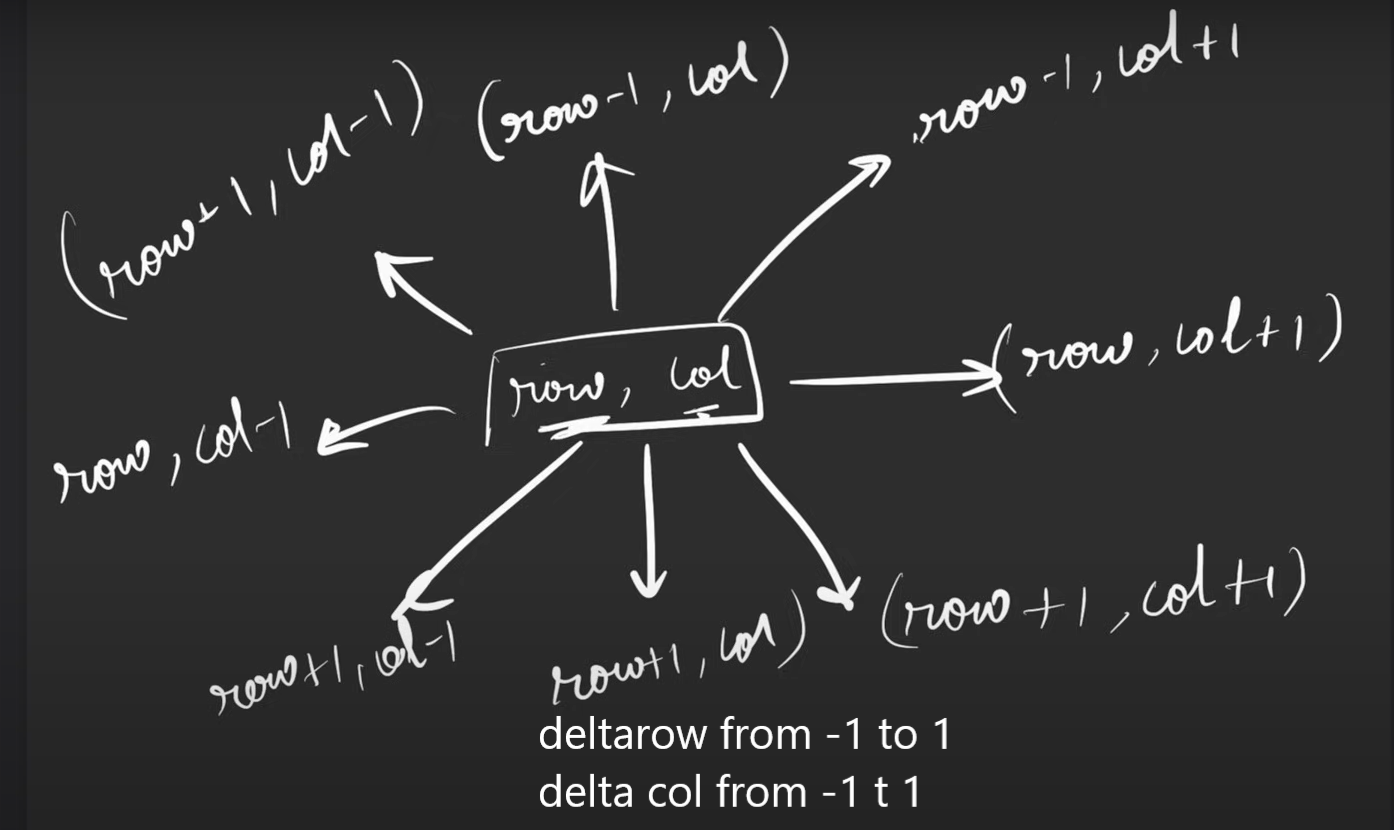 (row+1, col-1)
(row-1, col)
row-1, col+1
row, col
(row, col+1)
row, col-1
row+1, col-1
row+1, col)
(row+1, col+1)
deltarow from -1 to 1
delta col from -1 t 1